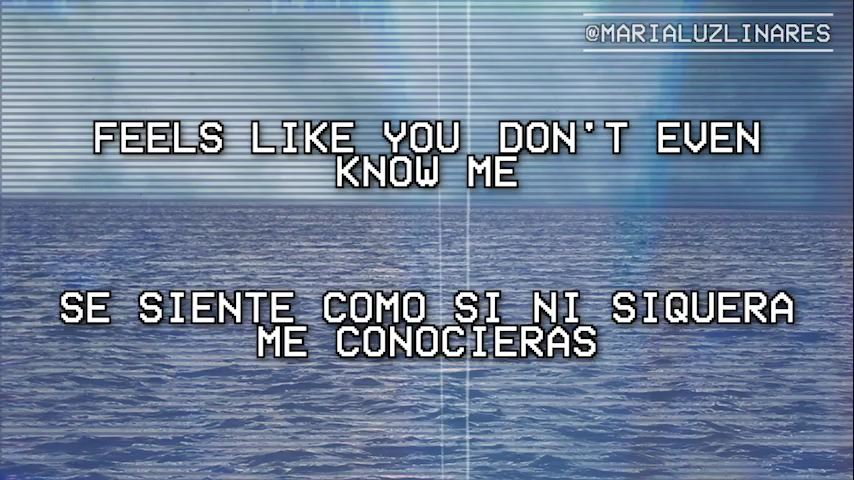 @MARIALUZLINARES
FEELS LIKE YOU DON'T EVEN
KNOW ME
SE SIENTE COMO SI NI SIQUERA
ME CONOCIERAS